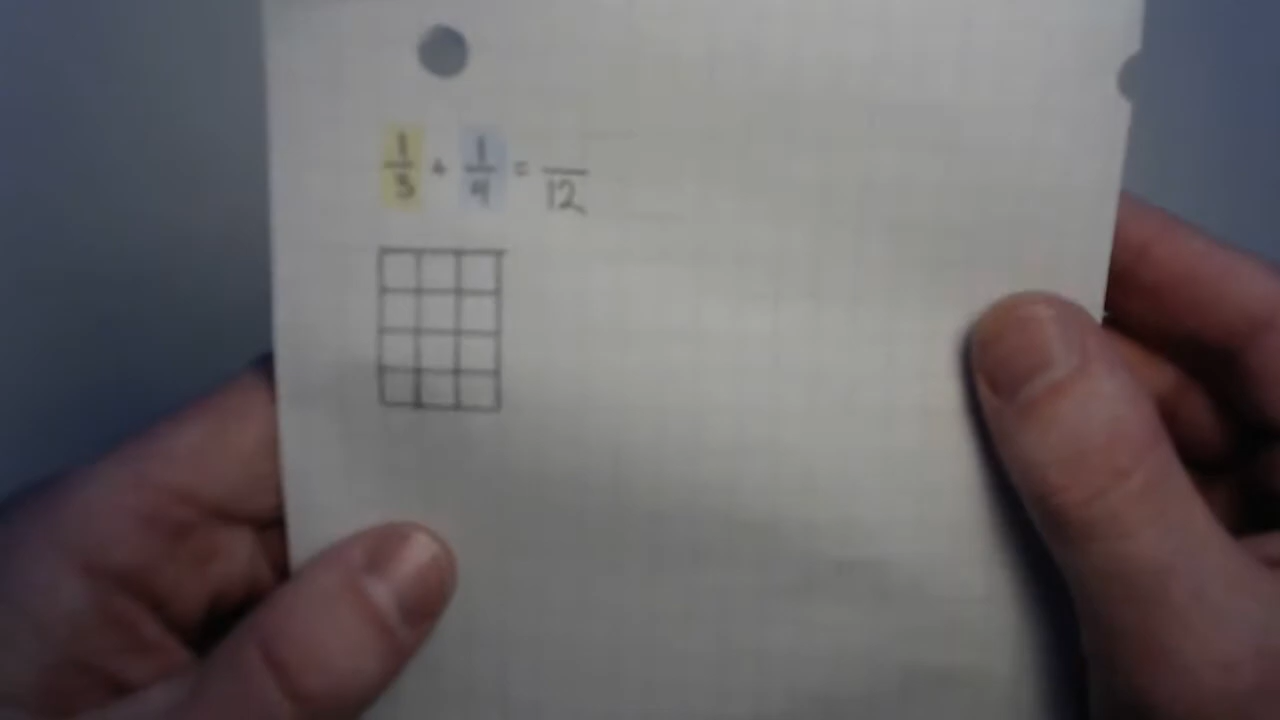 1/3 + 1/4 = /12